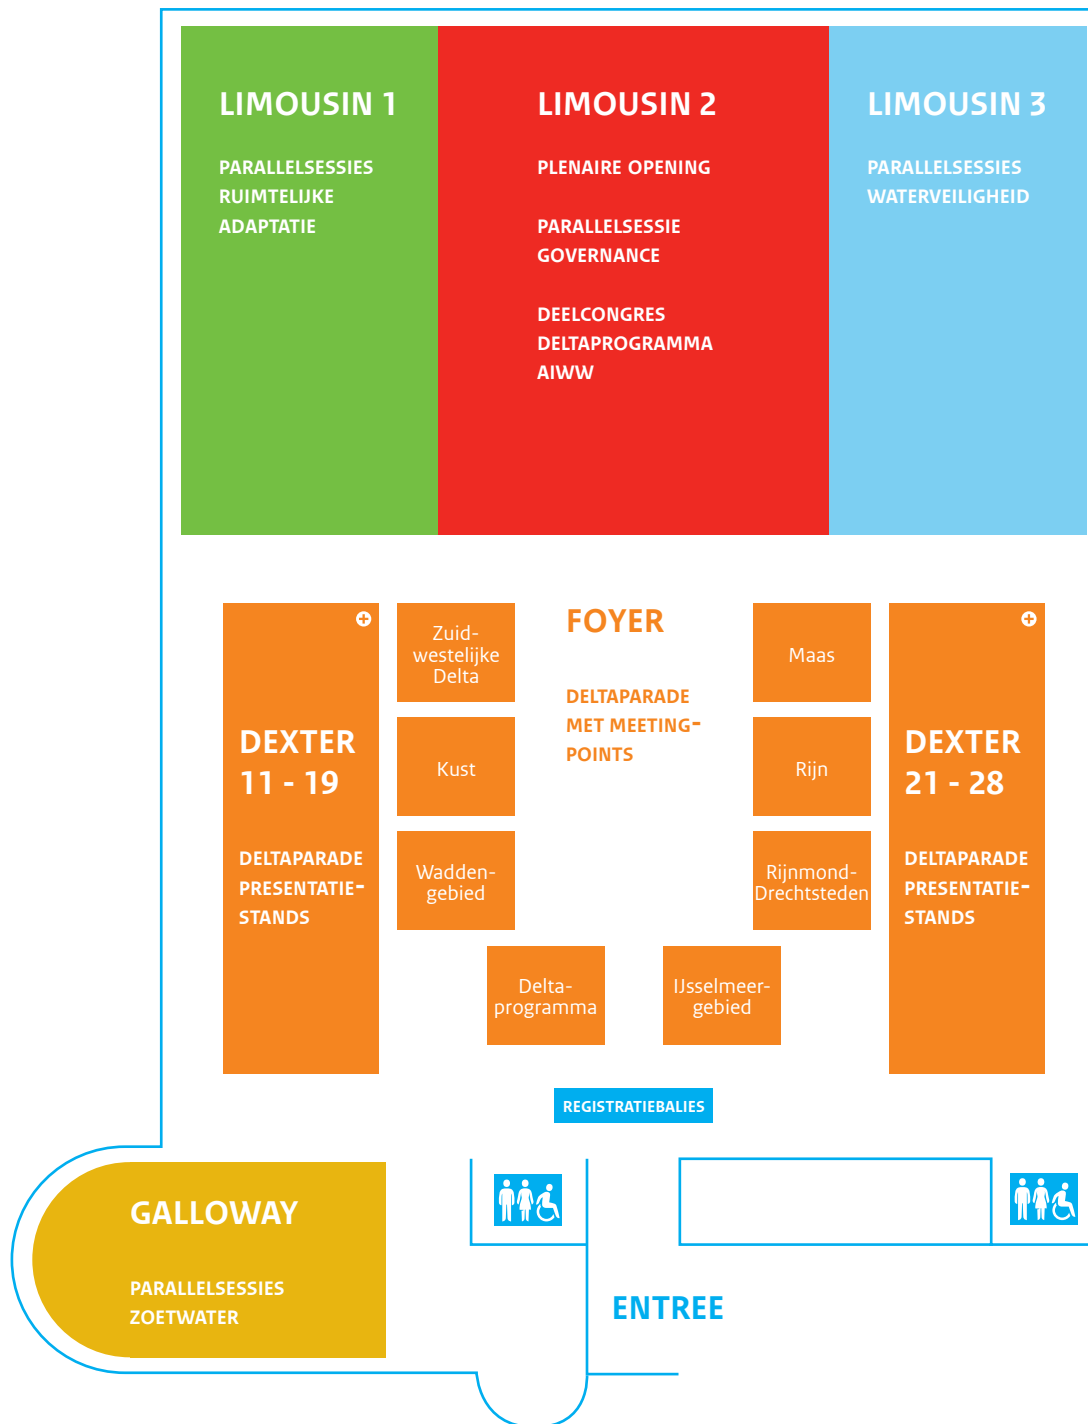 LIMOUSIN 1
PARALLELSESSIES
RUIMTELIJKE
ADAPTATIE
LIMOUSIN 2
PLENAIRE OPENING
PARALLELSESSIE
GOVERNANCE
DEELCONGRES
DELTAPROGRAMMA
AIWW
LIMOUSIN 3
PARALLELSESSIES
WATERVEILIGHEID
DEXTER
11 - 19
DELTAPARADE
PRESENTATIE-
STANDS
Zuid-
westelijke
Delta
Kust
Wadden-
gebied
FOYER
DELTAPARADE
MET MEETING-
POINTS
Maas
Rijn
Rijnmond-
Drechtsteden
DEXTER
21 - 28
DELTAPARADE
PRESENTATIE-
STANDS
Delta-
programma
IJsselmeer-
gebied
REGISTRATIEBALIES
GALLOWAY
PARALLELSESSIES
ZOETWATER
ENTREE